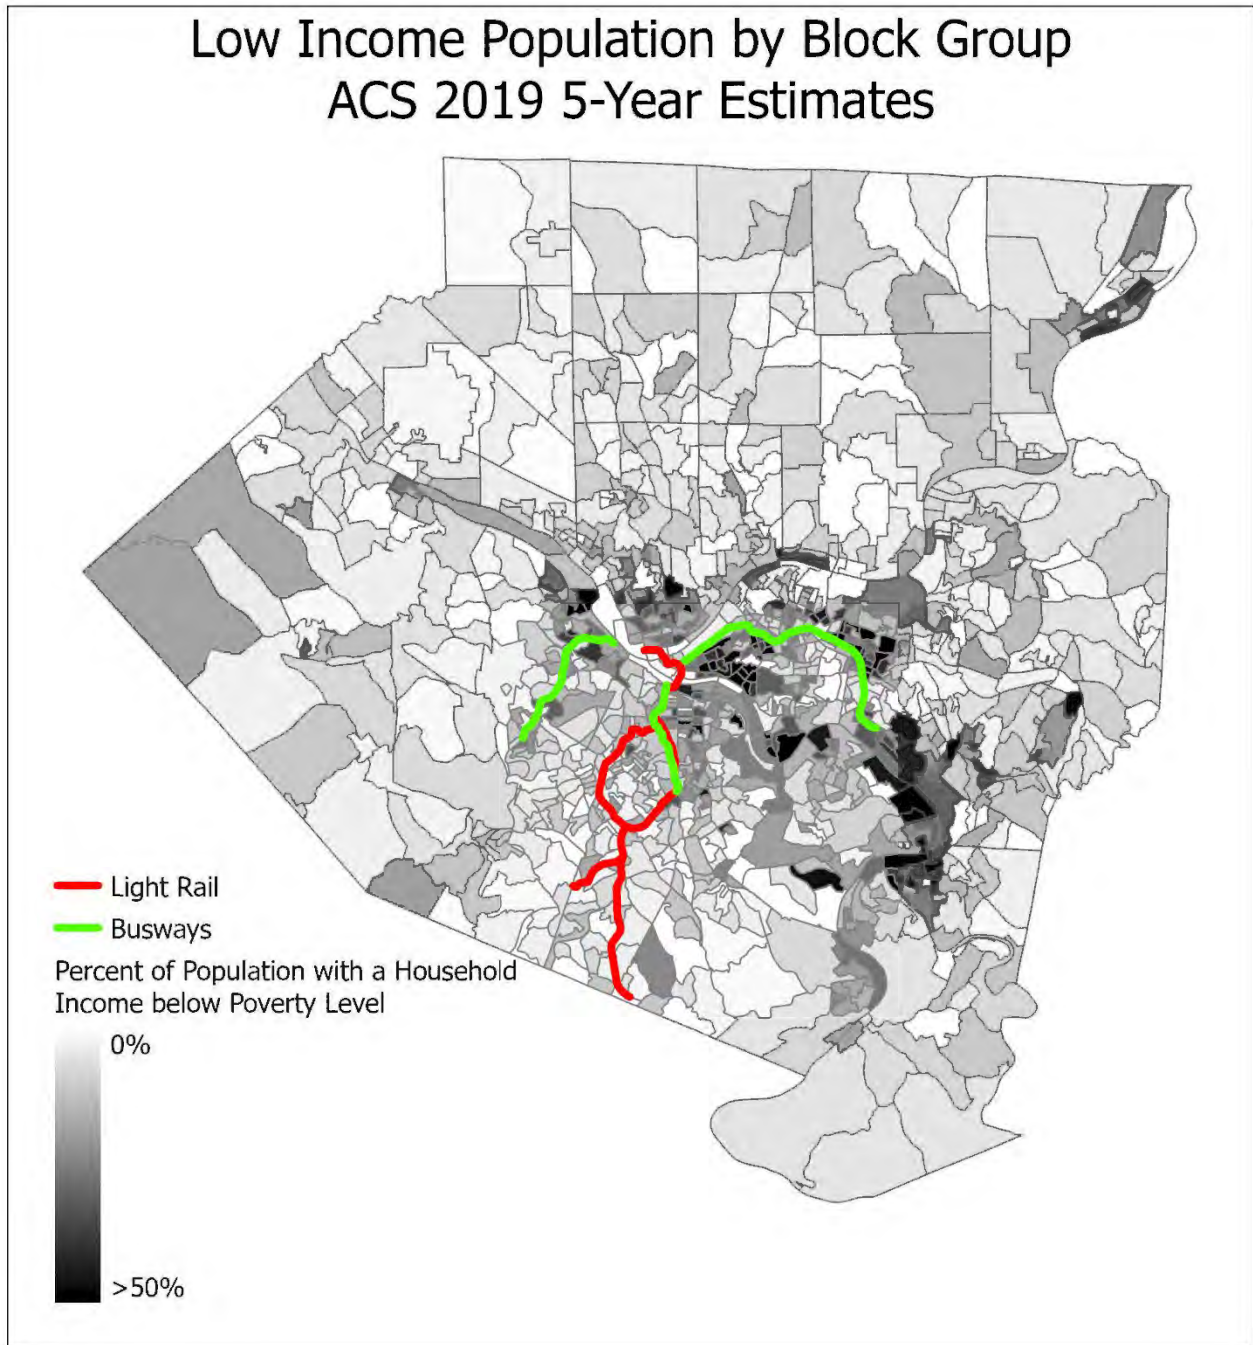 Low Income Population by Block Group
ACS 2019 5-Year Estimates
Light Rail
Busways
Percent of Population with a Household
Income below Poverty Level
0%
>50%